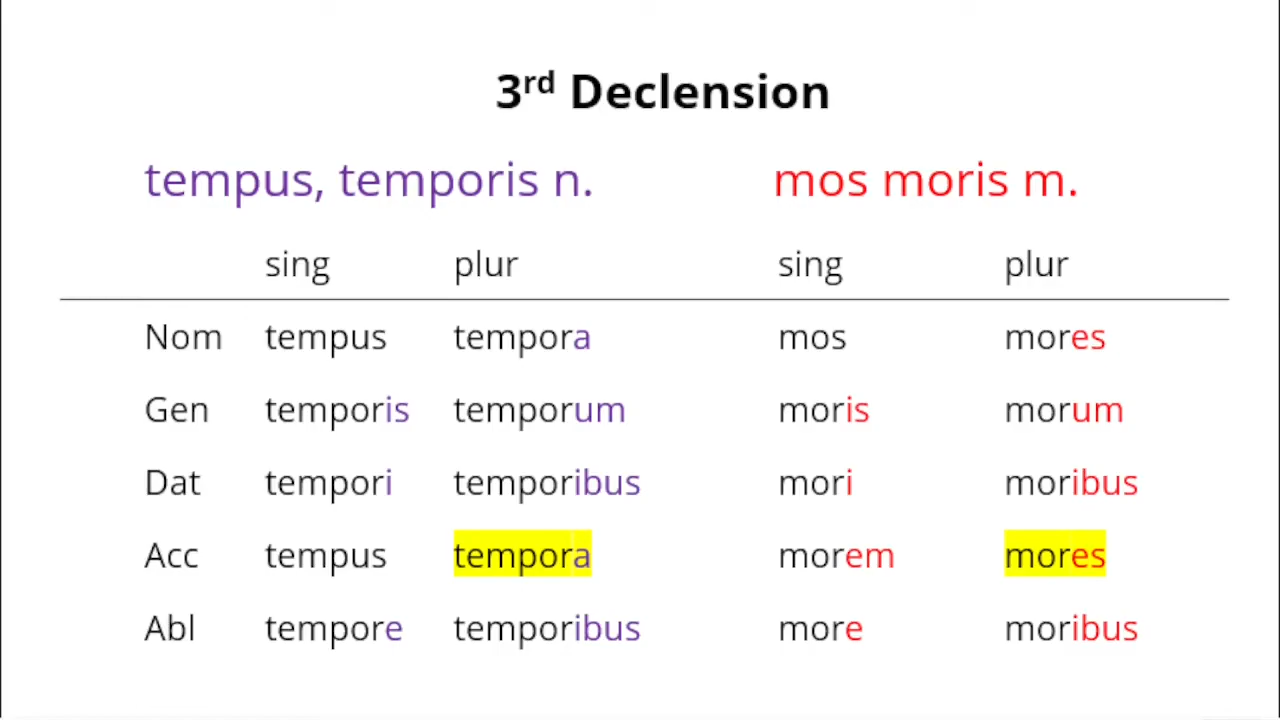 3rd Declension
tempus, temporis n. mos moris m.
sing plur sing plur
Nom tempus tempora mos mores
Gen temporis temporum moris morum
Dat tempori temporibus mori moribus
Acc tempus tempora morem mores
Abl tempore temporibus more moribus